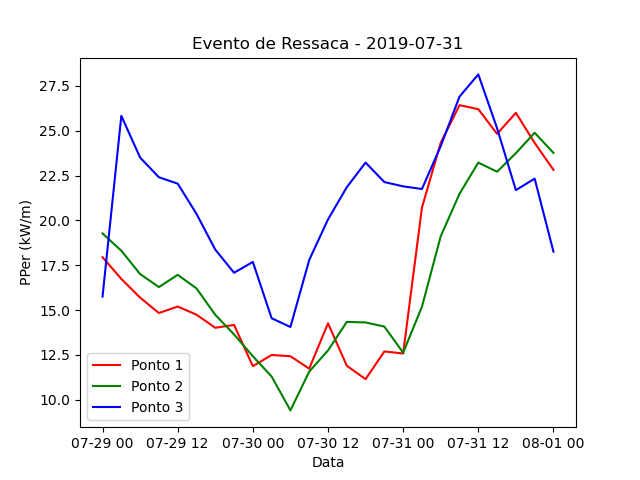 Evento de Ressaca - 2019-07-31
PPer (kW/m)
27.5
25.0
22.5
20.0
17.5
15.0
12.5
10.0
Ponto 1
Ponto 2
Ponto 3
07-29 00 07-29 12 07-30 00 07-30 12 07-31 00 07-31 12 08-01 00
Data